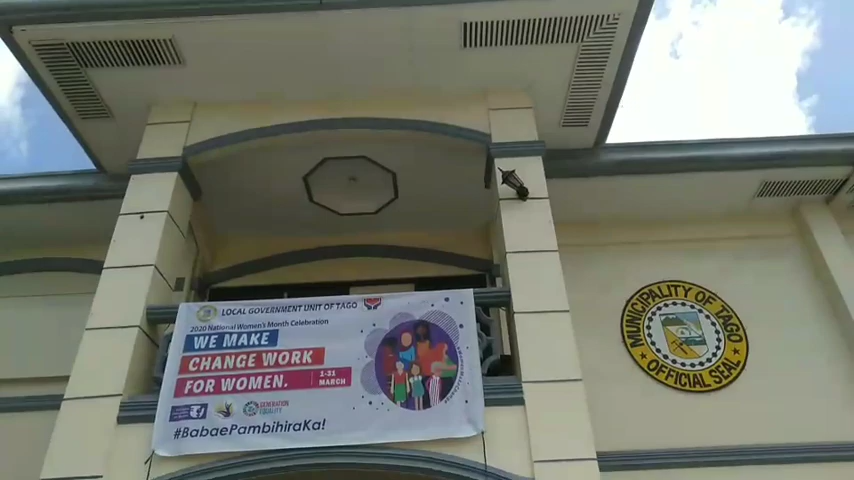 LOCAL GOVERNMENT UNIT OF TAGO
2020 National Women's Month Celebration
WE MAKE
CHANGE WORK
FOR WOMEN.
1-31
MARCH
GENERATION
EQUALITY
#BabaePambihiraKa!
MUNICIPALITY OF TAGO
OFFICIAL SEAL